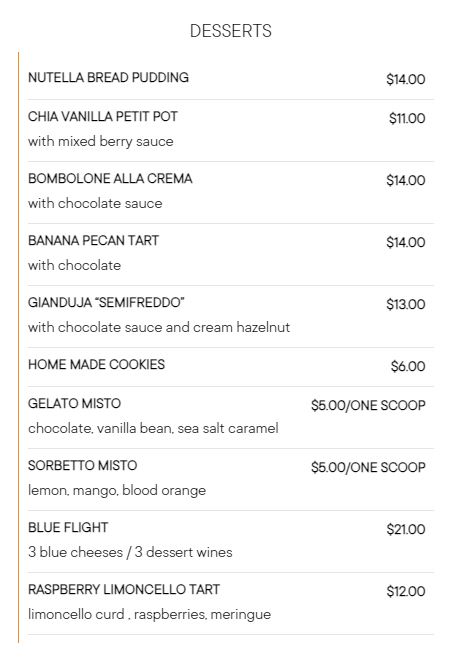 DESSERTS
NUTELLA BREAD PUDDING $14.00
CHIA VANILLA PETIT POT $11.00
with mixed berry sauce
BOMBOLONE ALLA CREMA $14.00
with chocolate sauce
BANANA PECAN TART $14.00
with chocolate
GIANDUJA “SEMIFREDDO” $13.00
with chocolate sauce and cream hazelnut
HOME MADE COOKIES $6.00
GELATO MISTO $5.00/ONE SCOOP
chocolate, vanilla bean, sea salt caramel
SORBETTO MISTO $5.00/ONE SCOOP
lemon, mango, blood orange
BLUE FLIGHT $21.00
3 blue cheeses / 3 dessert wines
RASPBERRY LIMONCELLO TART $12.00
limoncello curd , raspberries, meringue